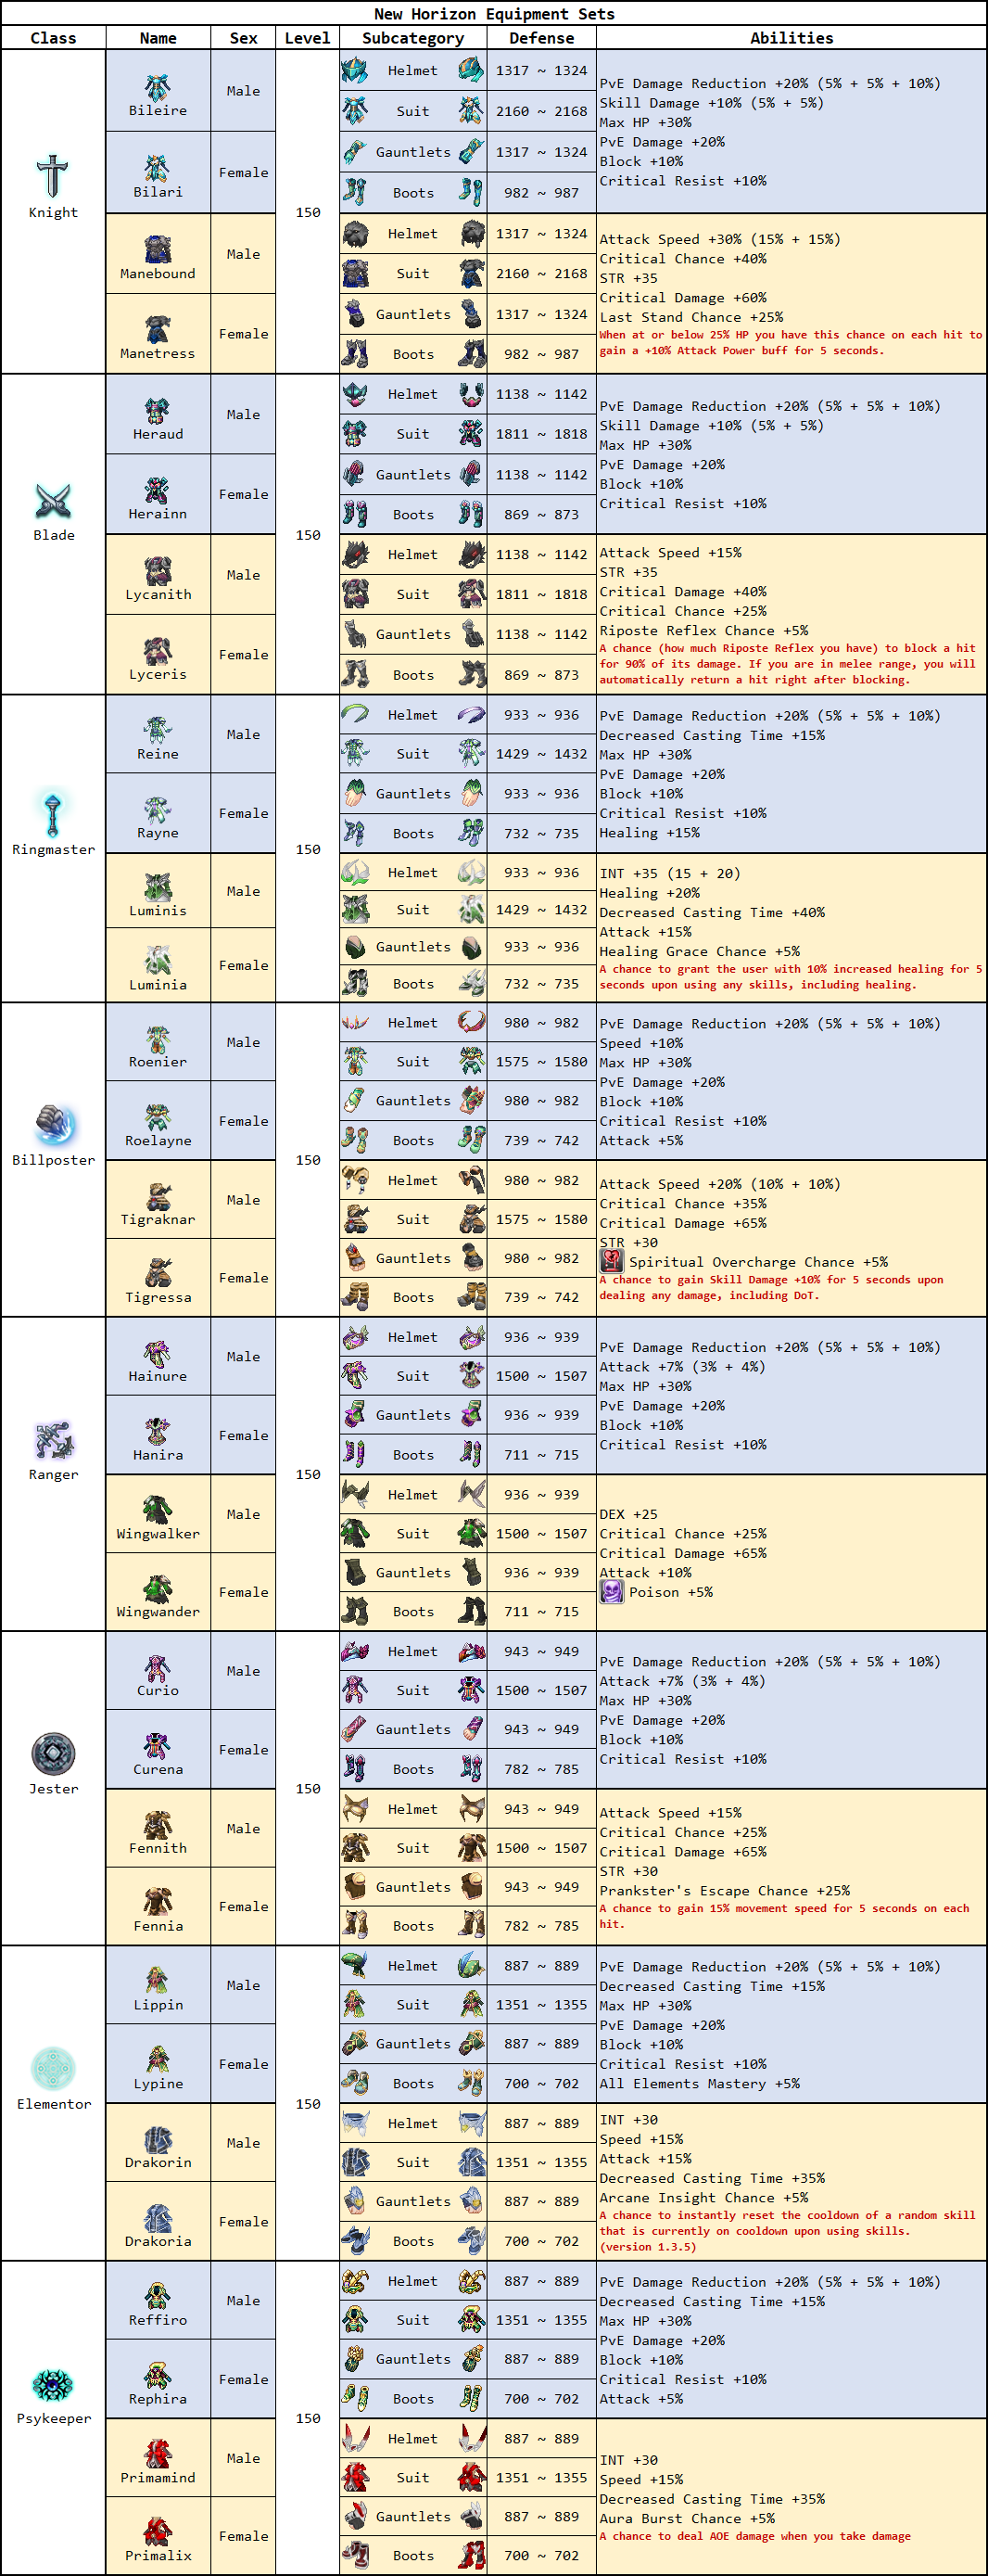 New Horizon Equipment Sets
Class Name Sex Level Subcategory Defense Abilities
Knight
150
Bileire Male
Bilari Female
Helmet 1317 ~ 1324
Suit 2160 ~ 2168
Gauntlets 1317 ~ 1324
Boots 982 ~ 987
PvE Damage Reduction +20% (5% + 5% + 10%)
Skill Damage +10% (5% + 5%)
Max HP +30%
PvE Damage +20%
Block +10%
Critical Resist +10%
Manebound Male
Manetress Female
Helmet 1317 ~ 1324
Suit 2160 ~ 2168
Gauntlets 1317 ~ 1324
Boots 982 ~ 987
Attack Speed +30% (15% + 15%)
Critical Chance +40%
STR +35
Critical Damage +60%
Last Stand Chance +25%
When at or below 25% HP you have this chance on each hit to
gain a +10% Attack Power buff for 5 seconds.
Blade
150
Heraud Male
Herainn Female
Helmet 1138 ~ 1142
Suit 1811 ~ 1818
Gauntlets 1138 ~ 1142
Boots 869 ~ 873
PvE Damage Reduction +20% (5% + 5% + 10%)
Skill Damage +10% (5% + 5%)
Max HP +30%
PvE Damage +20%
Block +10%
Critical Resist +10%
Lycanith Male
Lyceris Female
Helmet 1138 ~ 1142
Suit 1811 ~ 1818
Gauntlets 1138 ~ 1142
Boots 869 ~ 873
Attack Speed +15%
STR +35
Critical Damage +40%
Critical Chance +25%
Riposte Reflex Chance +5%
A chance (how much Riposte Reflex you have) to block a hit
for 90% of its damage. If you are in melee range, you will
automatically return a hit right after blocking.
Ringmaster
150
Reine Male
Rayne Female
Helmet 933 ~ 936
Suit 1429 ~ 1432
Gauntlets 933 ~ 936
Boots 732 ~ 735
PvE Damage Reduction +20% (5% + 5% + 10%)
Decreased Casting Time +15%
Max HP +30%
PvE Damage +20%
Block +10%
Critical Resist +10%
Healing +15%
Luminis Male
Luminia Female
Helmet 933 ~ 936
Suit 1429 ~ 1432
Gauntlets 933 ~ 936
Boots 732 ~ 735
INT +35 (15 + 20)
Healing +20%
Decreased Casting Time +40%
Attack +15%
Healing Grace Chance +5%
A chance to grant the user with 10% increased healing for 5
seconds upon using any skills, including healing.
Billposter
150
Roenier Male
Roelayne Female
Helmet 980 ~ 982
Suit 1575 ~ 1580
Gauntlets 980 ~ 982
Boots 739 ~ 742
PvE Damage Reduction +20% (5% + 5% + 10%)
Speed +10%
Max HP +30%
PvE Damage +20%
Block +10%
Critical Resist +10%
Attack +5%
Tigraknar Male
Tigressa Female
Helmet 980 ~ 982
Suit 1575 ~ 1580
Gauntlets 980 ~ 982
Boots 739 ~ 742
Attack Speed +20% (10% + 10%)
Critical Chance +35%
Critical Damage +65%
STR +30
Spiritual Overcharge Chance +5%
A chance to gain Skill Damage +10% for 5 seconds upon
dealing any damage, including DoT.
Ranger
150
Hainure Male
Hanira Female
Helmet 936 ~ 939
Suit 1500 ~ 1507
Gauntlets 936 ~ 939
Boots 711 ~ 715
PvE Damage Reduction +20% (5% + 5% + 10%)
Attack +7% (3% + 4%)
Max HP +30%
PvE Damage +20%
Block +10%
Critical Resist +10%
Wingwalker Male
Wingwander Female
Helmet 936 ~ 939
Suit 1500 ~ 1507
Gauntlets 936 ~ 939
Boots 711 ~ 715
DEX +25
Critical Chance +25%
Critical Damage +65%
Attack +10%
Poison +5%
Jester
150
Curio Male
Curena Female
Helmet 943 ~ 949
Suit 1500 ~ 1507
Gauntlets 943 ~ 949
Boots 782 ~ 785
PvE Damage Reduction +20% (5% + 5% + 10%)
Attack +7% (3% + 4%)
Max HP +30%
PvE Damage +20%
Block +10%
Critical Resist +10%
Fennith Male
Fennia Female
Helmet 943 ~ 949
Suit 1500 ~ 1507
Gauntlets 943 ~ 949
Boots 782 ~ 785
Attack Speed +15%
Critical Chance +25%
Critical Damage +65%
STR +30
Prankster's Escape Chance +25%
A chance to gain 15% movement speed for 5 seconds on each
hit.
Elementor
150
Lippin Male
Lypine Female
Helmet 887 ~ 889
Suit 1351 ~ 1355
Gauntlets 887 ~ 889
Boots 700 ~ 702
PvE Damage Reduction +20% (5% + 5% + 10%)
Decreased Casting Time +15%
Max HP +30%
PvE Damage +20%
Block +10%
Critical Resist +10%
All Elements Mastery +5%
Drakorin Male
Drakoria Female
Helmet 887 ~ 889
Suit 1351 ~ 1355
Gauntlets 887 ~ 889
Boots 700 ~ 702
INT +30
Speed +15%
Attack +15%
Decreased Casting Time +35%
Arcane Insight Chance +5%
A chance to instantly reset the cooldown of a random skill
that is currently on cooldown upon using skills.
(version 1.3.5)
Psykeeper
150
Reffiro Male
Rephira Female
Helmet 887 ~ 889
Suit 1351 ~ 1355
Gauntlets 887 ~ 889
Boots 700 ~ 702
PvE Damage Reduction +20% (5% + 5% + 10%)
Decreased Casting Time +15%
Max HP +30%
PvE Damage +20%
Block +10%
Critical Resist +10%
Attack +5%
Primamind Male
Primalix Female
Helmet 887 ~ 889
Suit 1351 ~ 1355
Gauntlets 887 ~ 889
Boots 700 ~ 702
INT +30
Speed +15%
Decreased Casting Time +35%
Aura Burst Chance +5%
A chance to deal AOE damage when you take damage